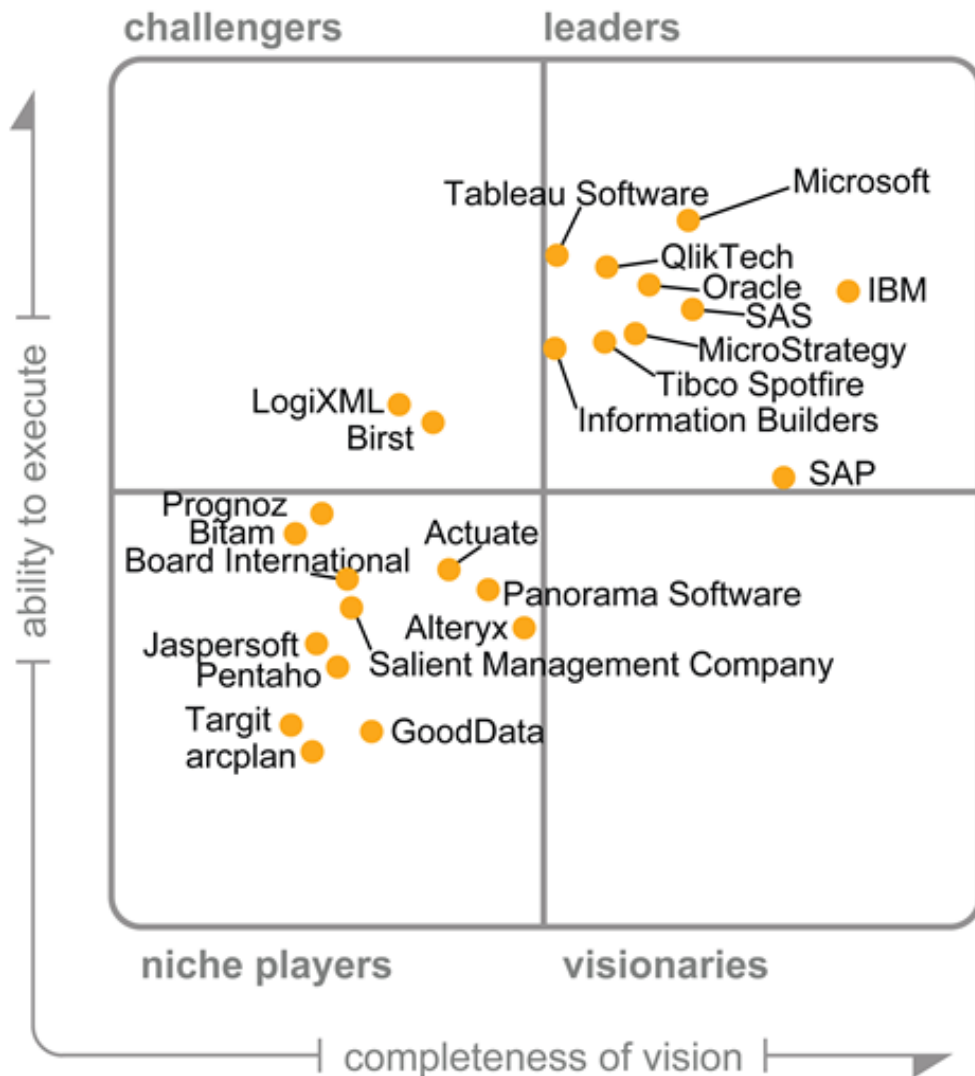 challengers
leaders
Microsoft
Tableau Software
QlikTech
Oracle
IBM
SAS
MicroStrategy
Tibco Spotfire
Information Builders
LogiXML
Birst
SAP
Prognoz
Bitam
Actuate
Board International
Panorama Software
Alteryx
Jaspersoft
Salient Management Company
Pentaho
Targit
GoodData
arcplan
ability to execute
niche players
visionaries
completeness of vision